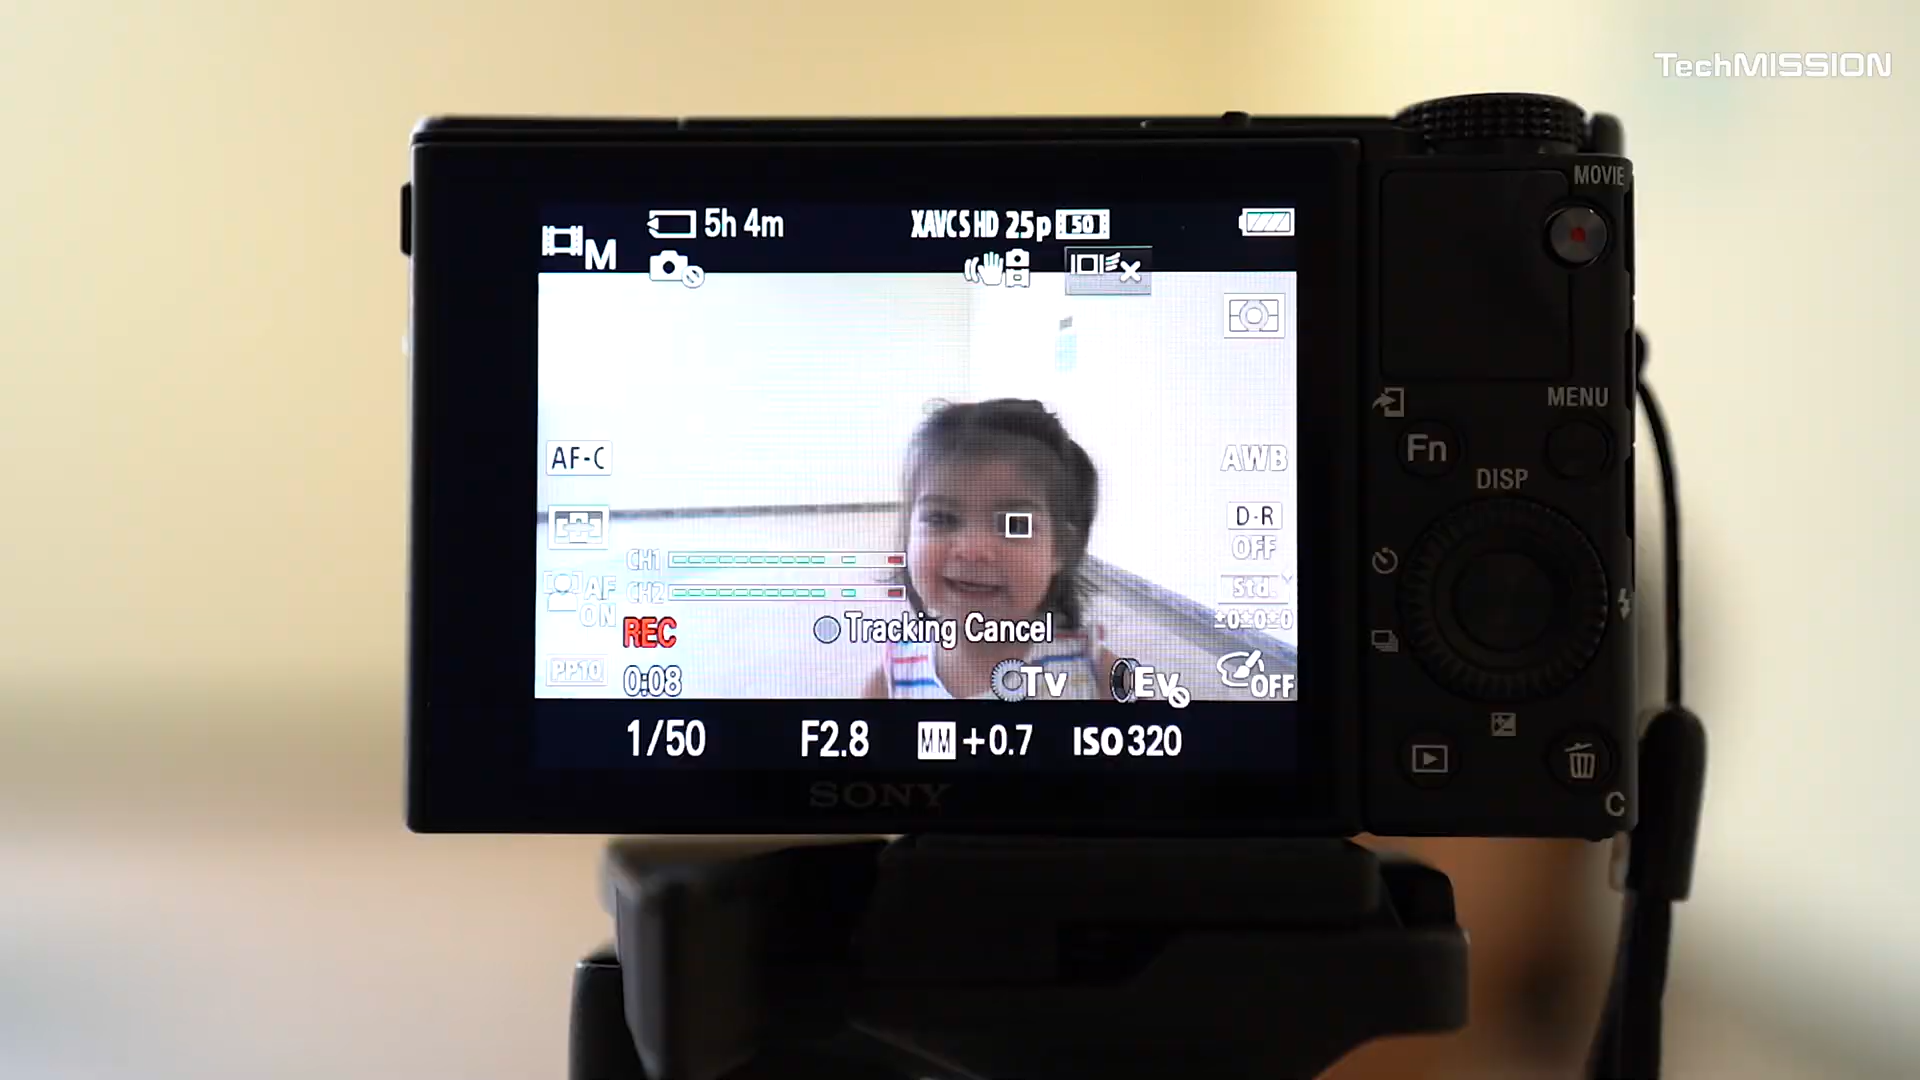 TechMISSION
MOVIE
M
5h 4m
XAVC S HD 25p 50
MENU
Fn
DISP
AF-C
AWB
D-R
OFF
CH1
CH2
AF
ON
Std.
±0±0±0
REC
Tracking Cancel
PP10
0:08
Tv
Ev
OFF
1/50
F2.8
MM +0.7
ISO 320
SONY
C